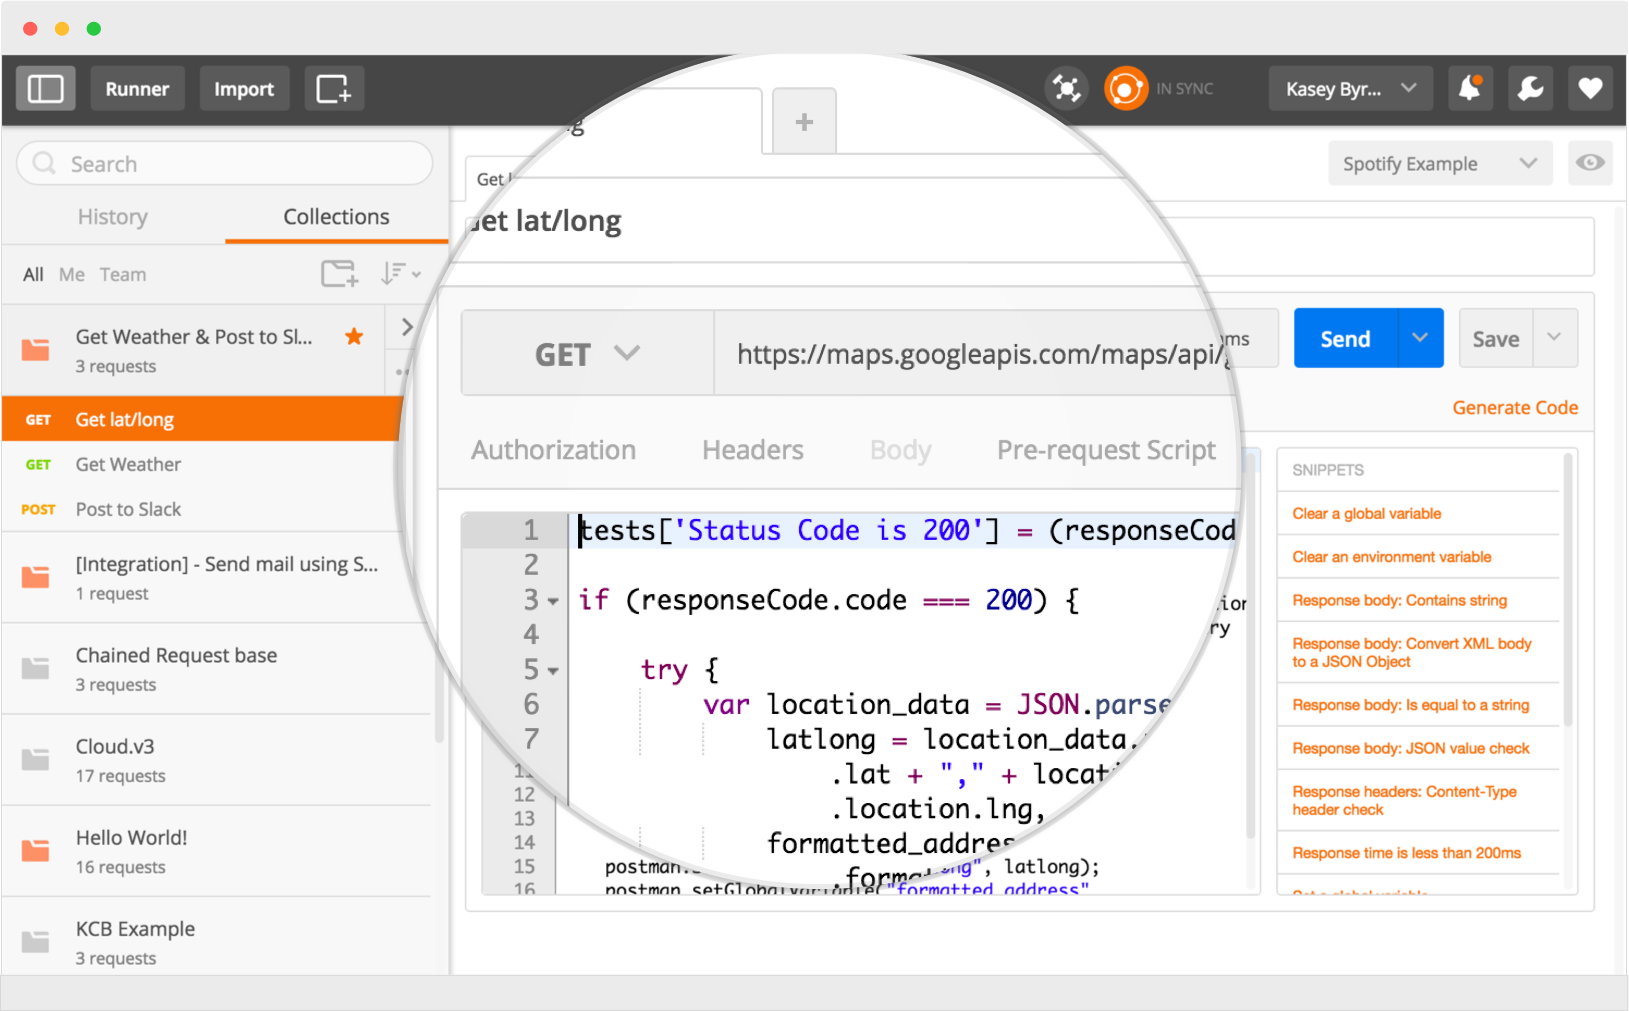 Runner
Import
IN SYNC
Kasey Byr...
Search
History
Collections
All Me Team
Get Weather & Post to Sl...
3 requests
GET Get lat/long
GET Get Weather
POST Post to Slack
[Integration] - Send mail using S...
1 request
Chained Request base
3 requests
Cloud.v3
17 requests
Hello World!
16 requests
KCB Example
3 requests
Spotify Example
Get
+
et lat/long
GET
https://maps.googleapis.com/maps/api/
ms
Send
Save
Generate Code
Authorization
Headers
Body
Pre-request Script
1 tests['Status Code is 200'] = (responseCod
2
3 if (responseCode.code === 200) {
4
5 try {
6 var location_data = JSON.parse
7 latlong = location_data.
.lat + "," + locat
.location.lng,
formatted_addres
.format
ion
ry
12
13
14
15 postman. ng", latlong);
16 postman.setGlobalVariable("formatted_address"
SNIPPETS
Clear a global variable
Clear an environment variable
Response body: Contains string
Response body: Convert XML body
to a JSON Object
Response body: Is equal to a string
Response body: JSON value check
Response headers: Content-Type
header check
Response time is less than 200ms
Set a global variable